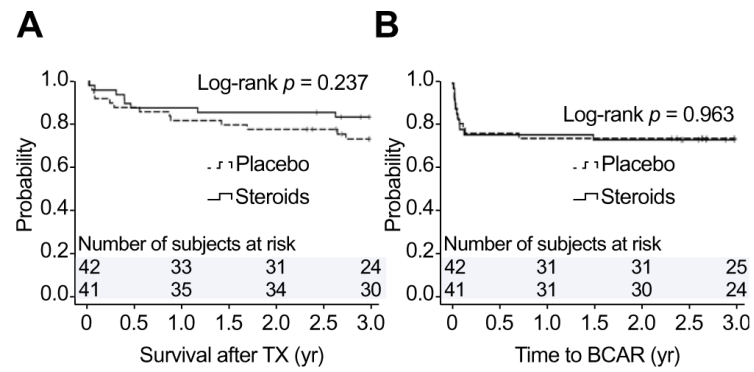 A
Probability
1.0
0.8
0.6
0.4
0.2
0.0
Log-rank p = 0.237
Placebo
Steroids
Number of subjects at risk
42 33 31 24
41 35 34 30
0 0.5 1.0 1.5 2.0 2.5 3.0
Survival after TX (yr)
B
Probability
1.0
0.8
0.6
0.4
0.2
0.0
Log-rank p = 0.963
Placebo
Steroids
Number of subjects at risk
42 31 31 25
41 31 30 24
0 0.5 1.0 1.5 2.0 2.5 3.0
Time to BCAR (yr)